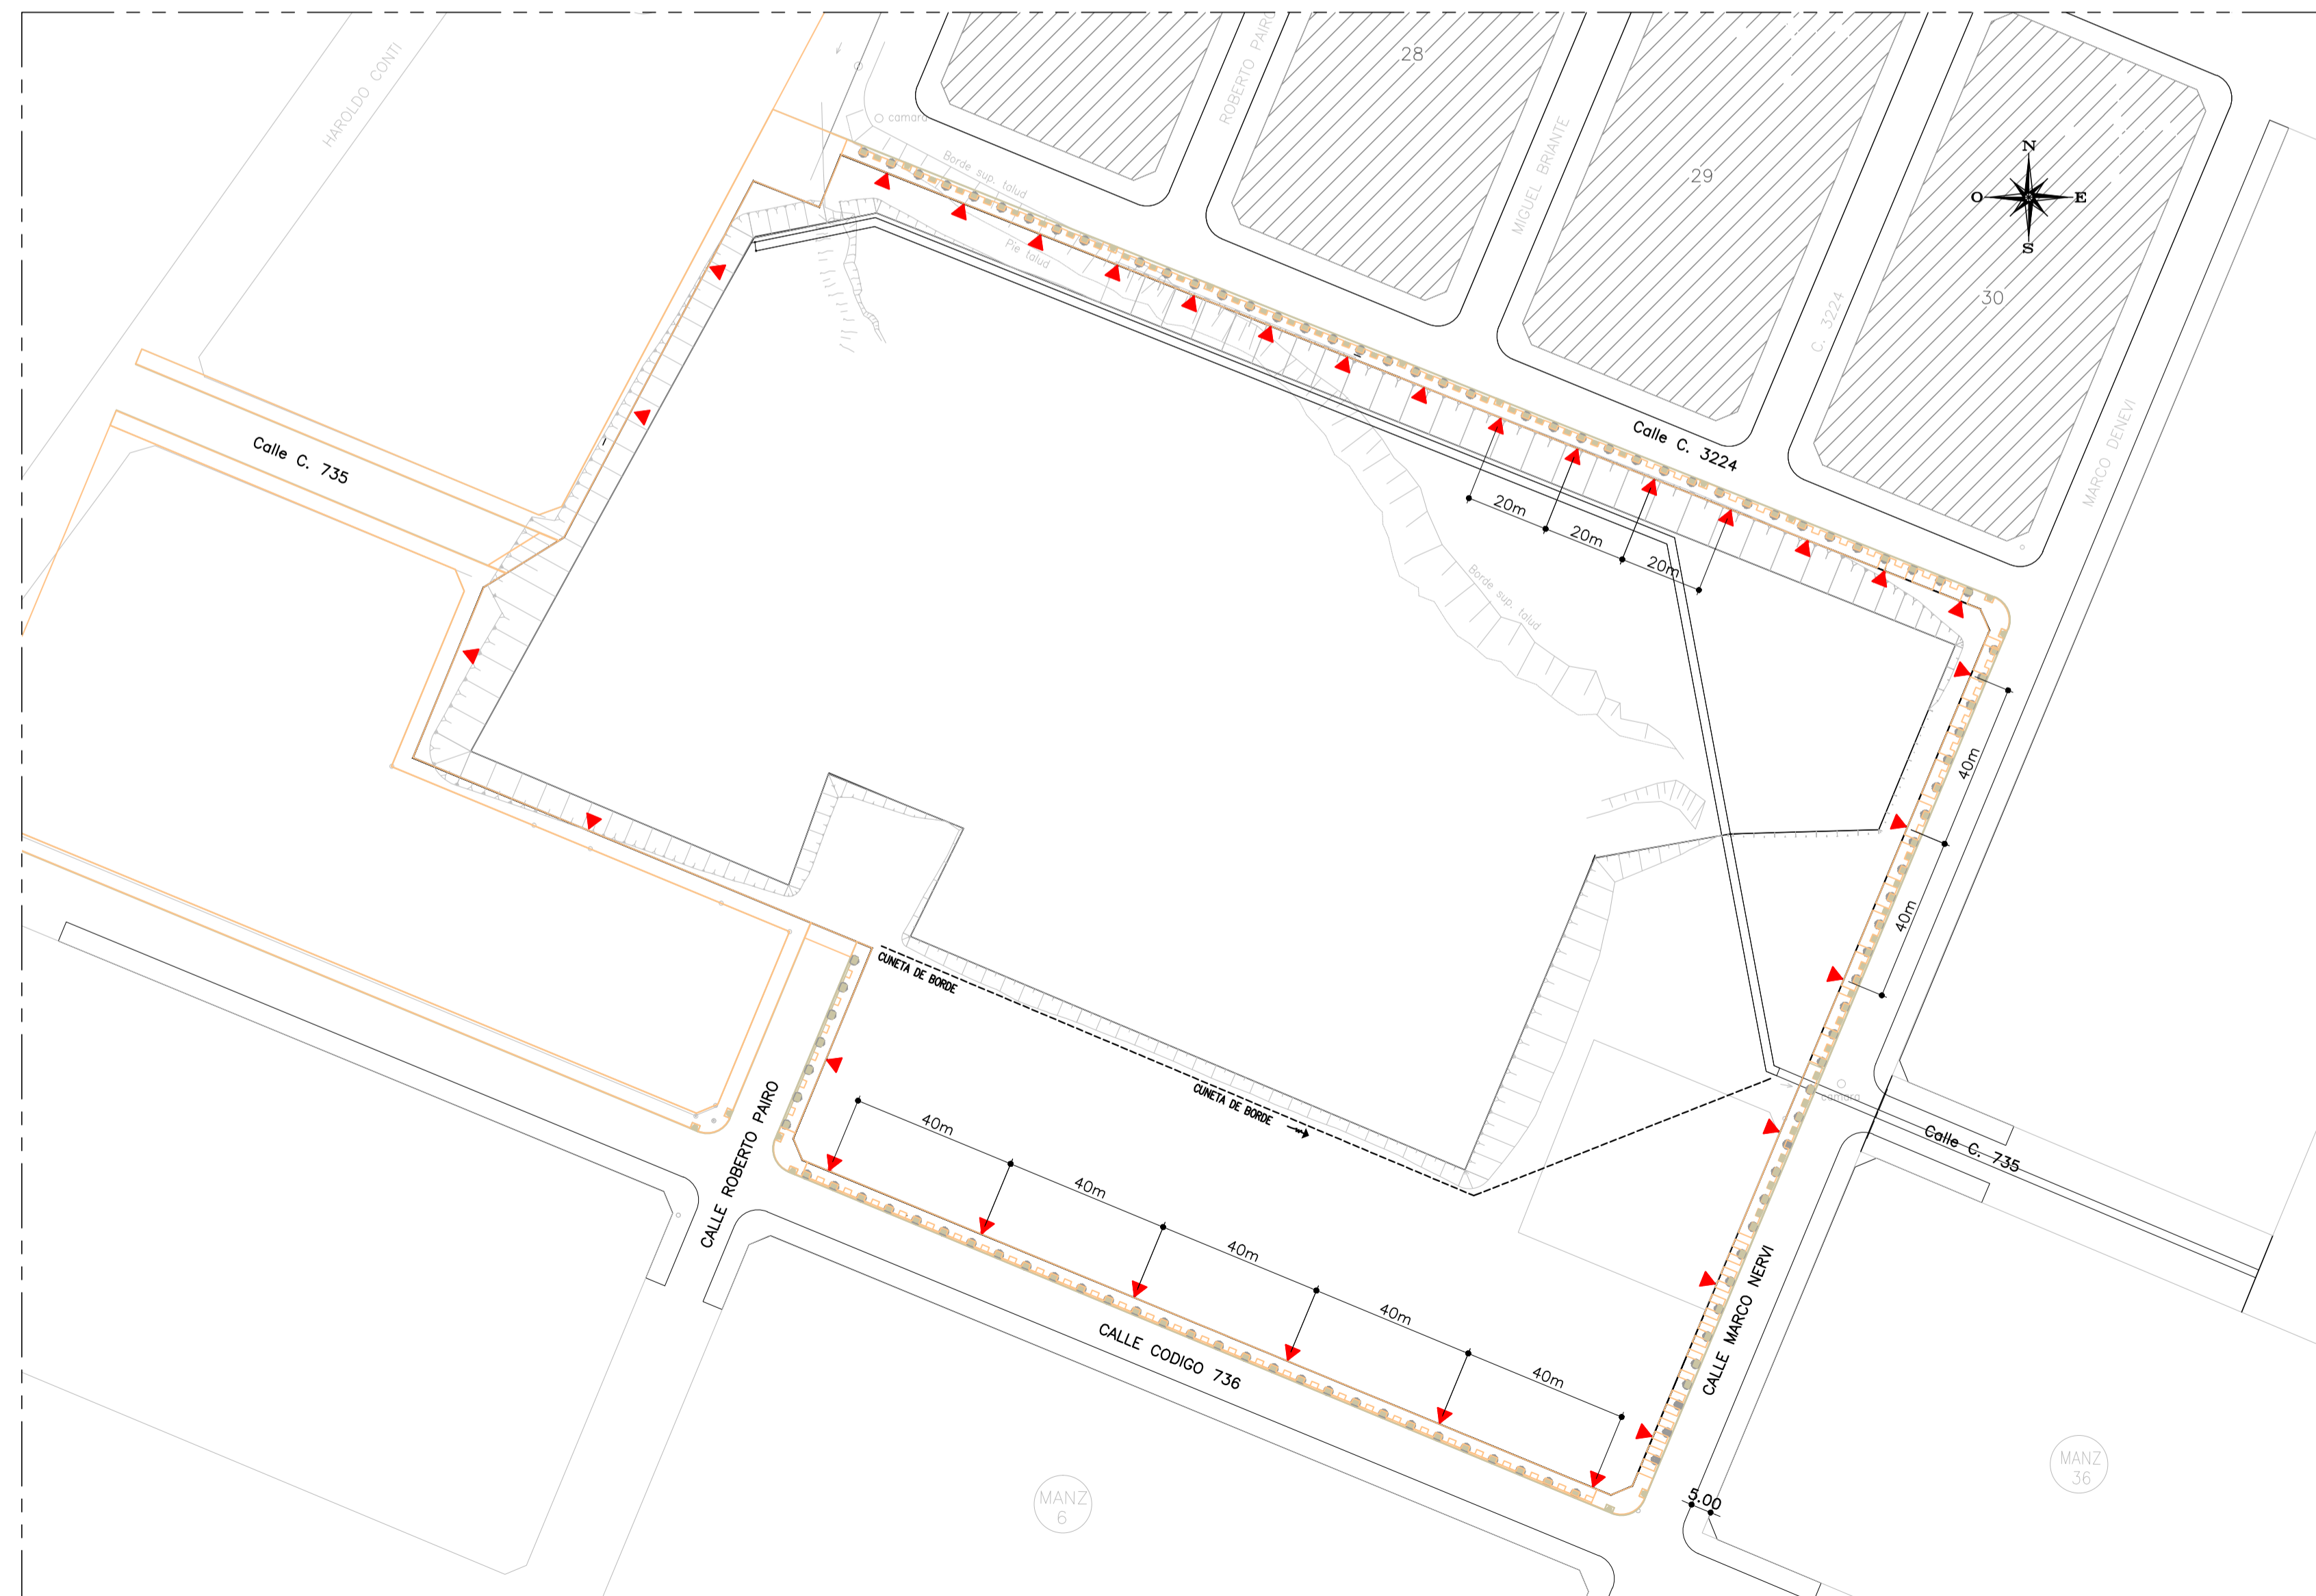 HAROLDO CONTI
ROBERTO PAIRO
28
MIGUEL BRIANTE
29
C. 3224
30
MARCO DENEVI
N
O
E
S
camara
Borde sup. talud
Pie talud
Calle C. 3224
Calle C. 735
20m
20m
20m
Borde sup. talud
40m
40m
CUNETA DE BORDE
CUNETA DE BORDE
camara
Calle C. 735
CALLE ROBERTO PAIRO
40m
40m
40m
40m
40m
CALLE CODIGO 736
CALLE MARCO NERVI
5.00
MANZ
6
MANZ
36